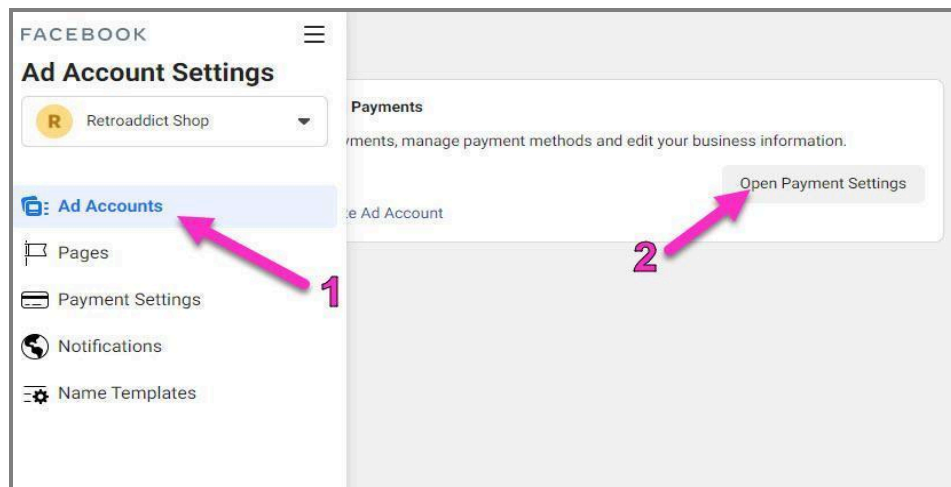 FACEBOOK
Ad Account Settings
R
Retroaddict Shop
Ad Accounts
Pages
Payment Settings
Notifications
Name Templates
1
Payments
manage payment methods and edit your business information.
Open Payment Settings
Ad Account
2